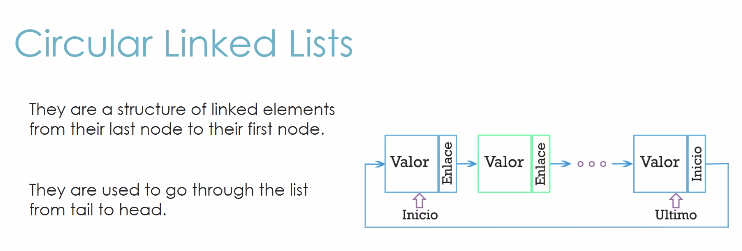 Circular Linked Lists
They are a structure of linked elements
from their last node to their first node.
They are used to go through the list
from tail to head.
Valor
Enlace
Valor
Enlace
Valor
Inicio
Inicio
Ultimo